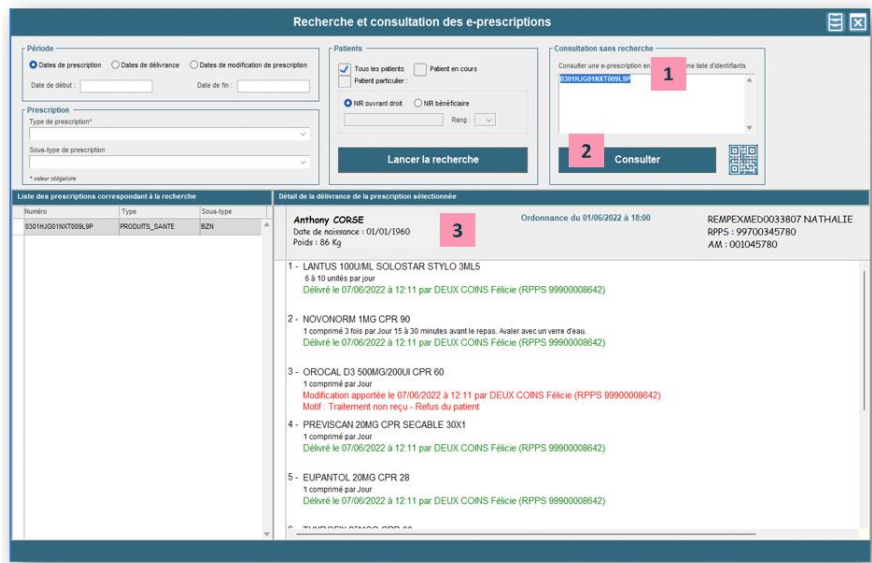 Recherche et consultation des e-prescriptions
Période
Dates de prescription Dates de délivrance Dates de modification de prescription
Date de début : Date de fin :
Prescription
Type de prescription*
Sous-type de prescription
* valeur obligatoire
Patients
Tous les patients Patient en cours
Patient particulier :
NIR ouvrant droit NIR bénéficiaire
Rang :
Lancer la recherche
Consultation sans recherche
Consulter une e-prescription en ne liste d'identifiants
1
0301HJG01NXT009L9P
2
Consulter
Liste des prescriptions correspondant à la recherche
Numéro Type Sous-type
0301HJG01NXT009L9P PRODUITS_SANTE BZN
Détail de la délivrance de la prescription sélectionnée
Anthony CORSE
Date de naissance : 01/01/1960
Poids : 86 Kg
3
Ordonnance du 01/06/2022 à 18:00
REMPEXMED0033807 NATHALIE
RPPS : 99700345780
AM : 001045780
1 - LANTUS 100U/ML SOLOSTAR STYLO 3ML5
6 à 10 unités par jour
Délivré le 07/06/2022 à 12:11 par DEUX COINS Félicie (RPPS 99900008642)
2 - NOVONORM 1MG CPR 90
1 comprimé 3 fois par Jour 15 à 30 minutes avant le repas. Avaler avec un verre d'eau.
Délivré le 07/06/2022 à 12:11 par DEUX COINS Félicie (RPPS 99900008642)
3 - OROCAL D3 500MG/200UI CPR 60
1 comprimé par Jour
Modification apportée le 07/06/2022 à 12:11 par DEUX COINS Félicie (RPPS 99900008642)
Motif : Traitement non reçu - Refus du patient
4 - PREVISCAN 20MG CPR SECABLE 30X1
1 comprimé par Jour
Délivré le 07/06/2022 à 12:11 par DEUX COINS Félicie (RPPS 99900008642)
5 - EUPANTOL 20MG CPR 28
1 comprimé par Jour
Délivré le 07/06/2022 à 12:11 par DEUX COINS Félicie (RPPS 99900008642)